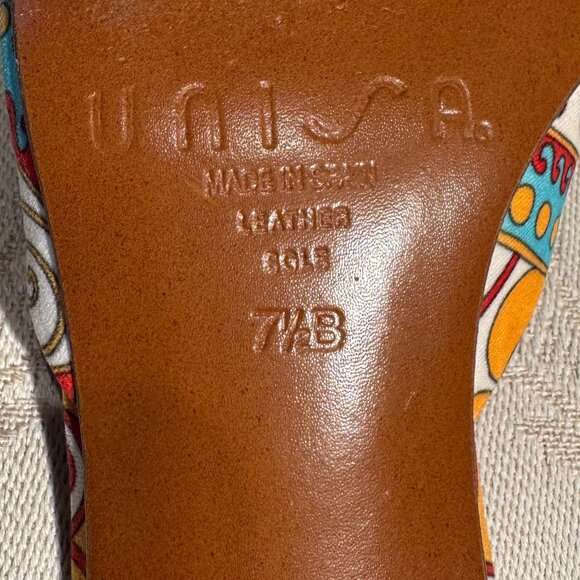 unisa.
MADE IN SPAIN
LEATHER
SOLE
7½B